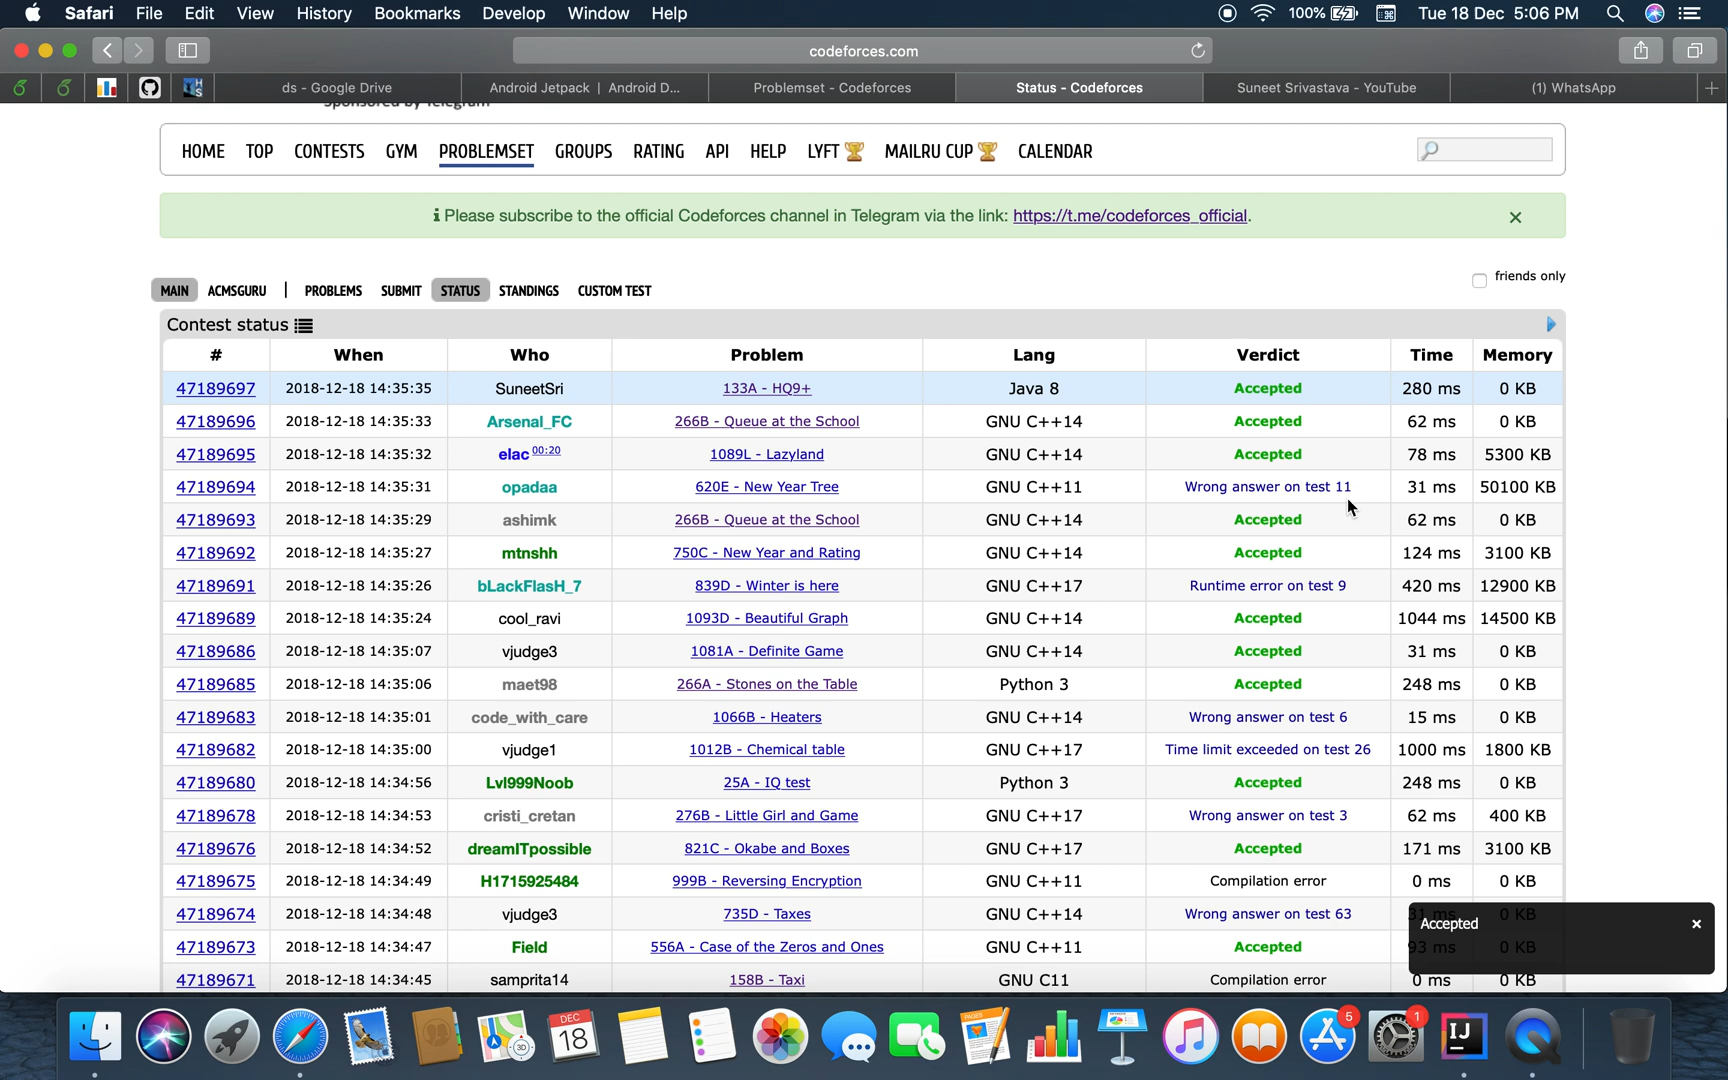 Safari File Edit View History Bookmarks Develop Window Help 100% Tue 18 Dec 5:06 PM
codeforces.com
ds - Google Drive Android Jetpack | Android D... Problemset - Codeforces Status - Codeforces Suneet Srivastava - YouTube (1) WhatsApp
Sponsored by Telegram
HOME TOP CONTESTS GYM PROBLEMSET GROUPS RATING API HELP LYFT MAILRU CUP CALENDAR
Please subscribe to the official Codeforces channel in Telegram via the link: https://t.me/codeforces_official.
friends only
MAIN ACMSGURU | PROBLEMS SUBMIT STATUS STANDINGS CUSTOM TEST
Contest status
# When Who Problem Lang Verdict Time Memory
47189697 2018-12-18 14:35:35 SuneetSri 133A - HQ9+ Java 8 Accepted 280 ms 0 KB
47189696 2018-12-18 14:35:33 Arsenal_FC 266B - Queue at the School GNU C++14 Accepted 62 ms 0 KB
47189695 2018-12-18 14:35:32 elac 00:20 1089L - Lazyland GNU C++14 Accepted 78 ms 5300 KB
47189694 2018-12-18 14:35:31 opadaa 620E - New Year Tree GNU C++11 Wrong answer on test 11 31 ms 50100 KB
47189693 2018-12-18 14:35:29 ashimk 266B - Queue at the School GNU C++14 Accepted 62 ms 0 KB
47189692 2018-12-18 14:35:27 mtnshh 750C - New Year and Rating GNU C++14 Accepted 124 ms 3100 KB
47189691 2018-12-18 14:35:26 bLackFlasH_7 839D - Winter is here GNU C++17 Runtime error on test 9 420 ms 12900 KB
47189689 2018-12-18 14:35:24 cool_ravi 1093D - Beautiful Graph GNU C++14 Accepted 1044 ms 14500 KB
47189686 2018-12-18 14:35:07 vjudge3 1081A - Definite Game GNU C++14 Accepted 31 ms 0 KB
47189685 2018-12-18 14:35:06 maet98 266A - Stones on the Table Python 3 Accepted 248 ms 0 KB
47189683 2018-12-18 14:35:01 code_with_care 1066B - Heaters GNU C++14 Wrong answer on test 6 15 ms 0 KB
47189682 2018-12-18 14:35:00 vjudge1 1012B - Chemical table GNU C++17 Time limit exceeded on test 26 1000 ms 1800 KB
47189680 2018-12-18 14:34:56 Lvl999Noob 25A - IQ test Python 3 Accepted 248 ms 0 KB
47189678 2018-12-18 14:34:53 cristi_cretan 276B - Little Girl and Game GNU C++17 Wrong answer on test 3 62 ms 400 KB
47189676 2018-12-18 14:34:52 dreamITpossible 821C - Okabe and Boxes GNU C++17 Accepted 171 ms 3100 KB
47189675 2018-12-18 14:34:49 H1715925484 999B - Reversing Encryption GNU C++11 Compilation error 0 ms 0 KB
47189674 2018-12-18 14:34:48 vjudge3 735D - Taxes GNU C++14 Wrong answer on test 63 31 ms 0 KB
Accepted
47189673 2018-12-18 14:34:47 Field 556A - Case of the Zeros and Ones GNU C++11 Accepted 93 ms 0 KB
47189671 2018-12-18 14:34:45 samprita14 158B - Taxi GNU C11 Compilation error 0 ms 0 KB
DEC
18
3D
PAGES
5
1
IJ